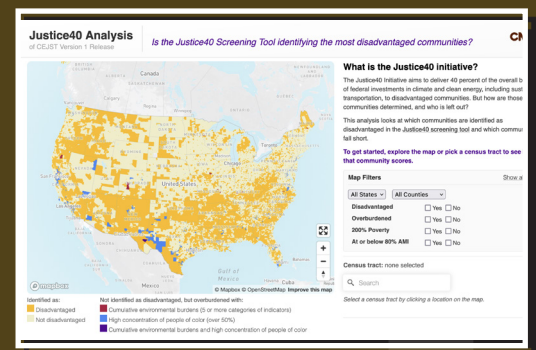 Justice40 Analysis
of CEJST Version 1 Release
Is the Justice40 Screening Tool identifying the most disadvantaged communities?
What is the Justice40 initiative?
The Justice40 Initiative aims to deliver 40 percent of the overall b
of federal investments in climate and clean energy, including sust
transportation, to disadvantaged communities. But how are those
communities determined, and who is left out?
This analysis looks at which communities are identified as
disadvantaged in the Justice40 screening tool and which commu
fall short.
To get started, explore the map or pick a census tract to see
that community scores.
Map Filters
All States
All Counties
Disadvantaged Yes No
Overburdened Yes No
200% Poverty Yes No
At or below 80% AMI Yes No
Census tract: none selected
Search
Select a census tract by clicking a location on the map.
Canada
Calgary
Toronto
Chicago
United States
Los Angeles
Gulf of
Mexico
Mexico
Cuba
mapbox
© Mapbox © OpenStreetMap Improve this map
Identified as:
Disadvantaged
Not disadvantaged
Not identified as disadvantaged, but overburdened with:
Cumulative environmental burdens (5 or more categories of indicators)
High concentration of people of color (over 50%)
Cumulative environmental burdens and high concentration of people of color